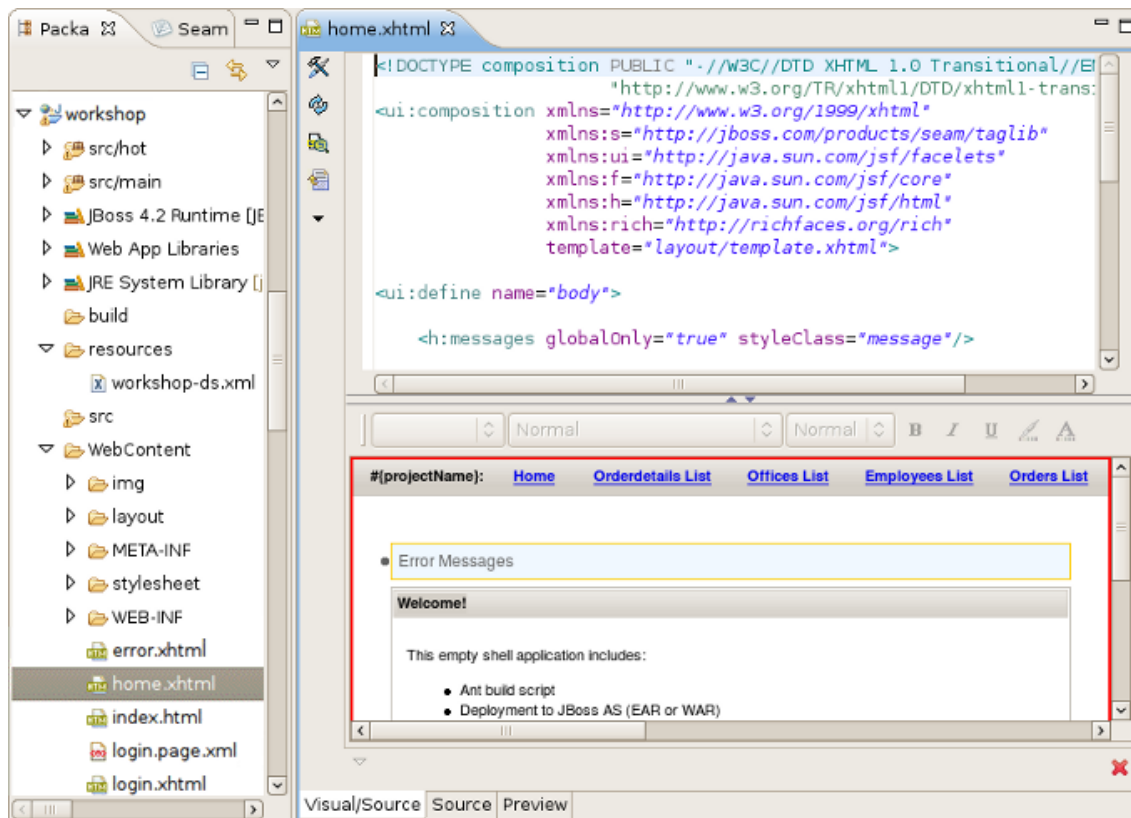 Packa
Seam
workshop
src/hot
src/main
JBoss 4.2 Runtime [JE
Web App Libraries
JRE System Library [j
build
resources
workshop-ds.xml
src
WebContent
img
layout
META-INF
stylesheet
WEB-INF
error.xhtml
home.xhtml
index.html
login.page.xml
login.xhtml
home.xhtml
<!DOCTYPE composition PUBLIC "-//W3C//DTD XHTML 1.0 Transitional//EN
"http://www.w3.org/TR/xhtml1/DTD/xhtml1-trans:
<ui:composition xmlns="http://www.w3.org/1999/xhtml"
xmlns:s="http://jboss.com/products/seam/taglib"
xmlns:ui="http://java.sun.com/jsf/facelets"
xmlns:f="http://java.sun.com/jsf/core"
xmlns:h="http://java.sun.com/jsf/html"
xmlns:rich="http://richfaces.org/rich"
template="layout/template.xhtml">
<ui:define name="body">
<h:messages globalOnly="true" styleClass="message"/>
Normal Normal B I U A
#{projectName}: Home Orderdetails List Offices List Employees List Orders List
Error Messages
Welcome!
This empty shell application includes:
Ant build script
Deployment to JBoss AS (EAR or WAR)
Visual/Source Source Preview